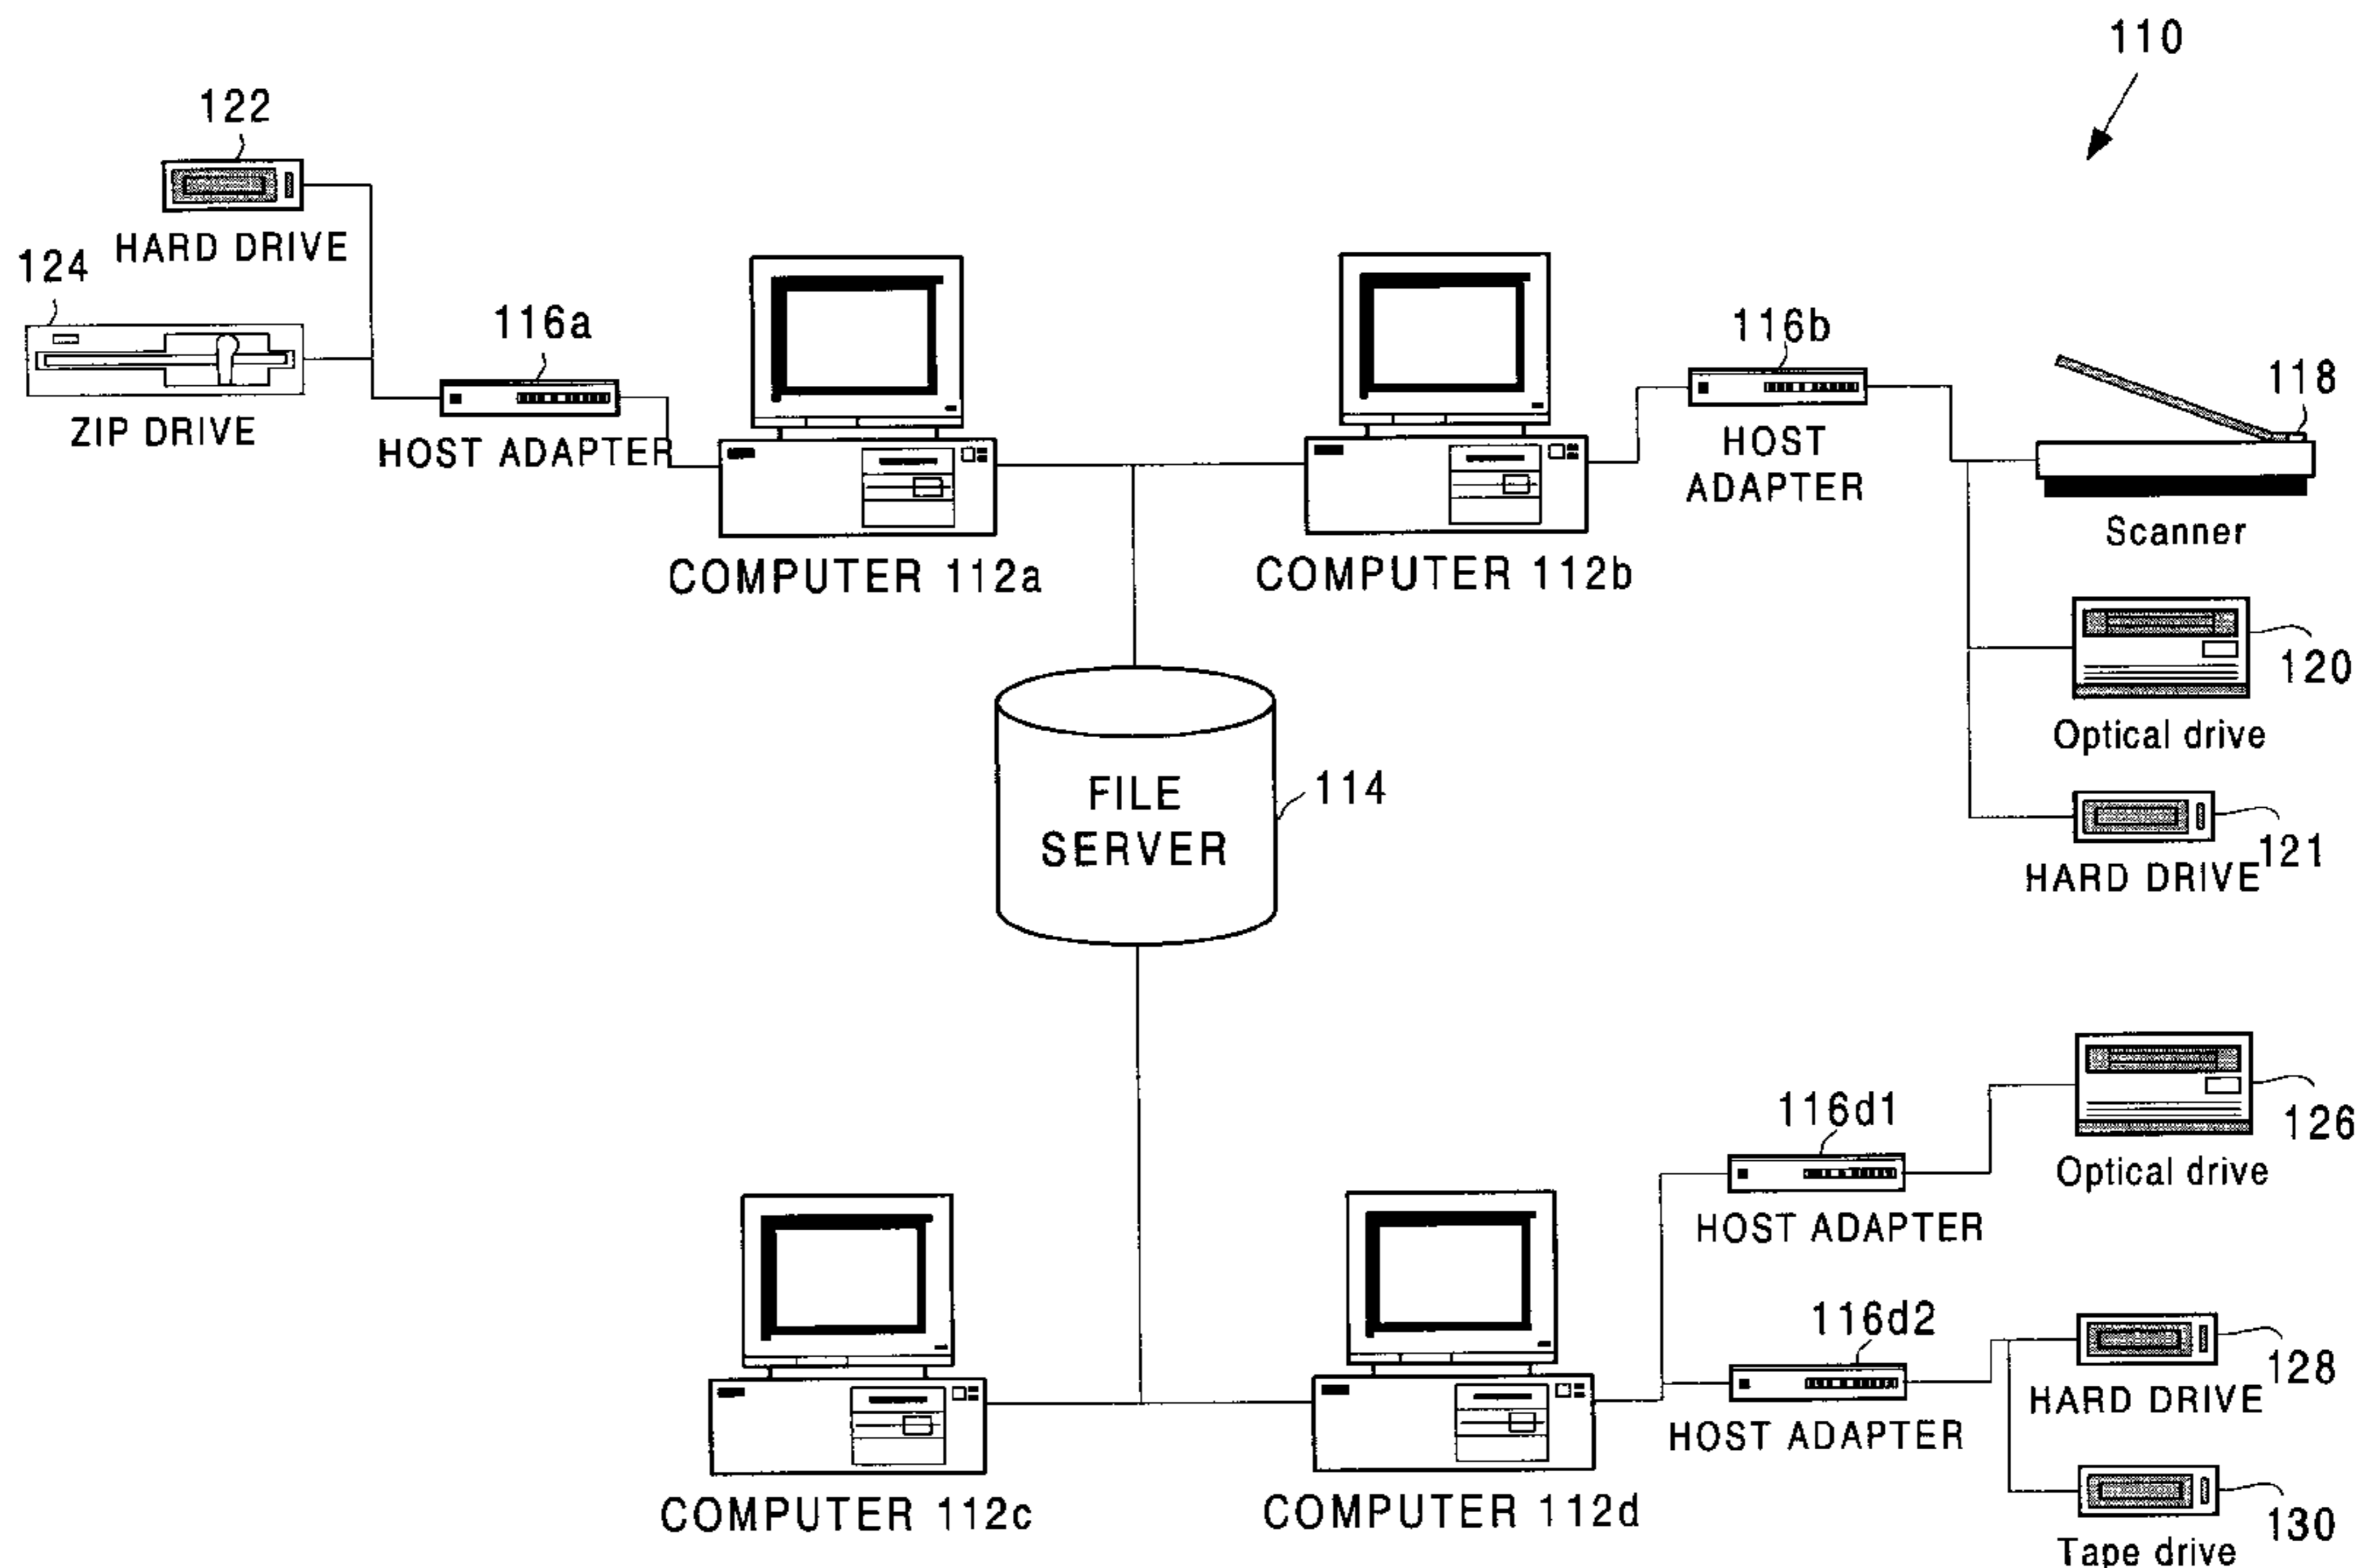 110
122
HARD DRIVE
124
ZIP DRIVE
116a
HOST ADAPTER
COMPUTER 112a
COMPUTER 112b
116b
HOST
ADAPTER
118
Scanner
120
Optical drive
121
HARD DRIVE
FILE
SERVER
114
COMPUTER 112c
COMPUTER 112d
116d1
HOST ADAPTER
126
Optical drive
116d2
HOST ADAPTER
128
HARD DRIVE
130
Tape drive